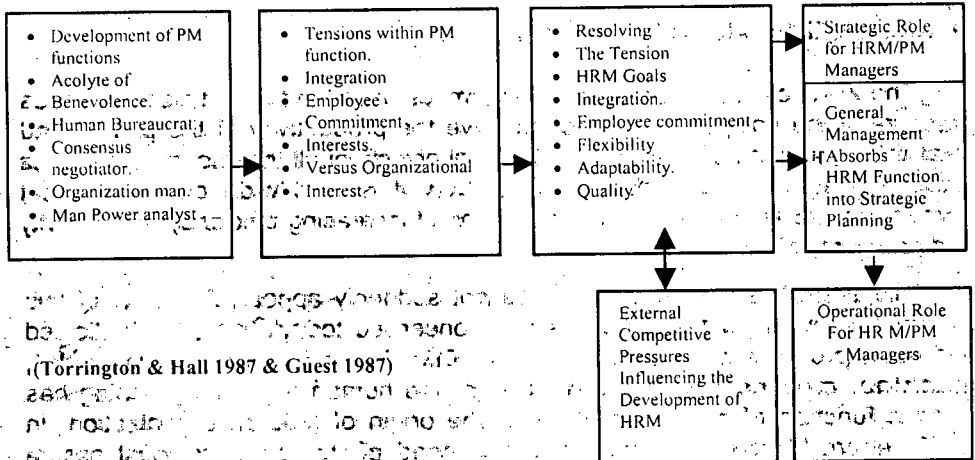 • Development of PM
functions
• Acolyte of
• Benevolence.
• Human Bureaucrat
• Consensus
negotiator.
• Organization man.
• Man Power analyst
• Tensions within PM
function.
• Integration
• Employee
• Commitment
• Interests.
• Versus Organizational
• Interest
• Resolving
• The Tension
• HRM Goals
• Integration.
• Employee commitment
• Flexibility
• Adaptability.
• Quality.
Strategic Role
for HRM/PM
Managers
General
Management
Absorbs
HRM Function
into Strategic
Planning
External
Competitive
Pressures
Influencing the
Development of
HRM
Operational Role
For HR M/PM
Managers
(Torrington & Hall 1987 & Guest 1987)